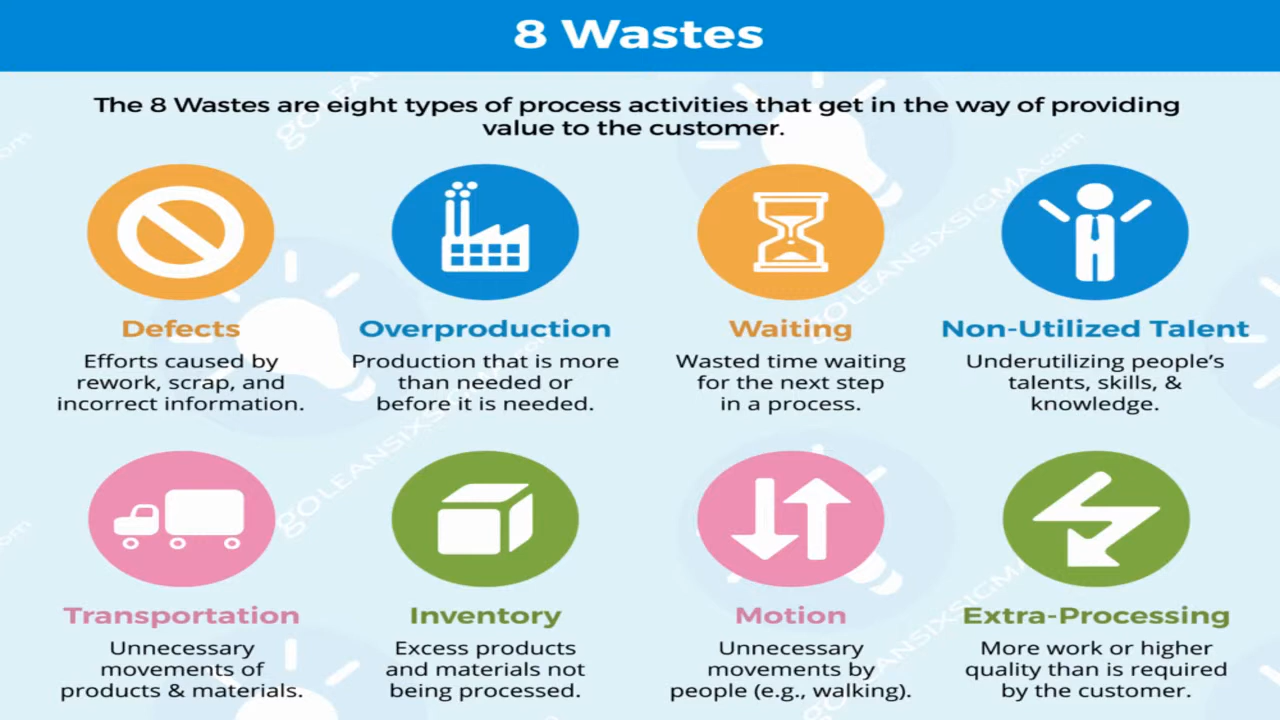 8 Wastes
The 8 Wastes are eight types of process activities that get in the way of providing
value to the customer.
Defects
Efforts caused by
rework, scrap, and
incorrect information.
Overproduction
Production that is more
than needed or
before it is needed.
Waiting
Wasted time waiting
for the next step
in a process.
Non-Utilized Talent
Underutilizing people's
talents, skills, &
knowledge.
Transportation
Unnecessary
movements of
products & materials.
Inventory
Excess products
and materials not
being processed.
Motion
Unnecessary
movements by
people (e.g., walking).
Extra-Processing
More work or higher
quality than is required
by the customer.
goLEANSIXSIGMA.com